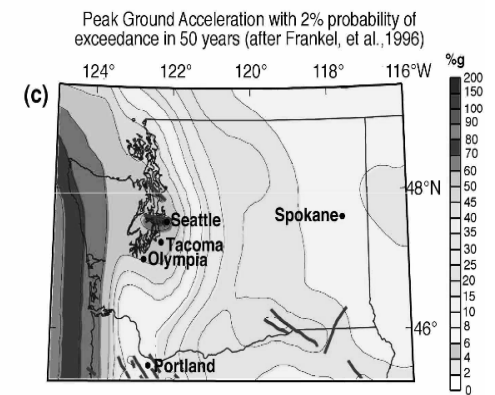 Peak Ground Acceleration with 2% probability of
exceedance in 50 years (after Frankel, et al.,1996)
%g
124° 122° 120° 118° 116°W
(c)
200
150
100
90
80
70
60
50
45
40
35
30
25
20
15
10
8
6
4
2
0
48°N
46°
Seattle
Spokane
Tacoma
Olympia
Portland